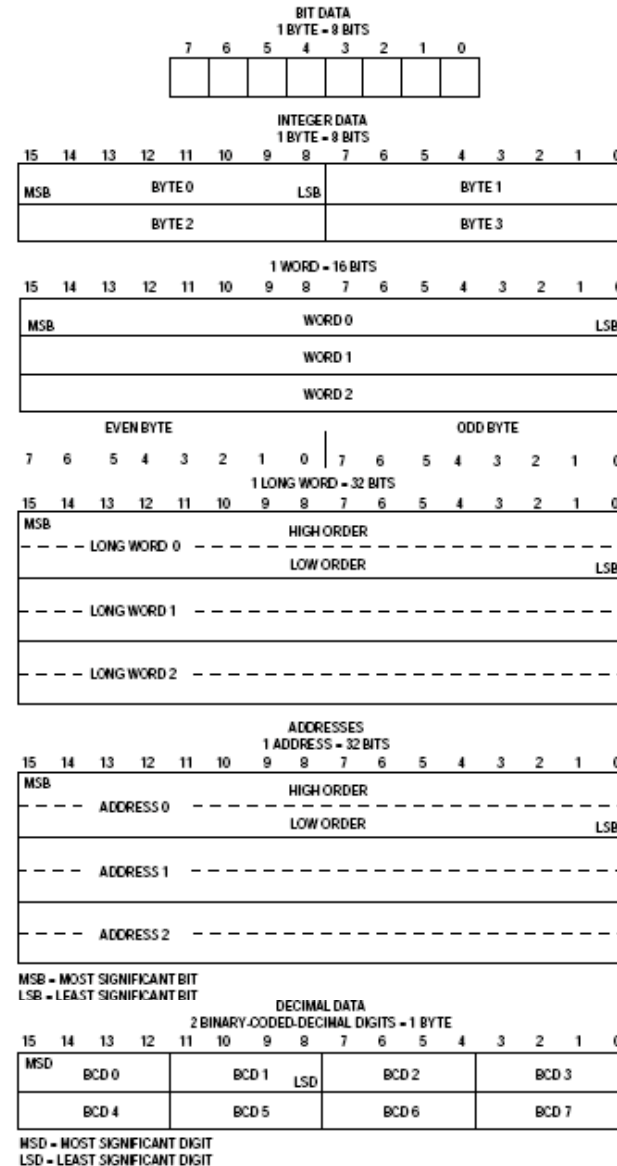 BIT DATA
1 BYTE = 8 BITS
7 6 5 4 3 2 1 0
INTEGER DATA
1 BYTE = 8 BITS
15 14 13 12 11 10 9 8 7 6 5 4 3 2 1 0
MSB BYTE 0 LSB BYTE 1
BYTE 2 BYTE 3
1 WORD = 16 BITS
15 14 13 12 11 10 9 8 7 6 5 4 3 2 1 0
MSB WORD 0 LSB
WORD 1
WORD 2
EVEN BYTE ODD BYTE
7 6 5 4 3 2 1 0 7 6 5 4 3 2 1 0
1 LONG WORD = 32 BITS
15 14 13 12 11 10 9 8 7 6 5 4 3 2 1 0
MSB HIGH ORDER
LONG WORD 0
LOW ORDER LSB
LONG WORD 1
LONG WORD 2
ADDRESSES
1 ADDRESS = 32 BITS
15 14 13 12 11 10 9 8 7 6 5 4 3 2 1 0
MSB HIGH ORDER
ADDRESS 0
LOW ORDER LSB
ADDRESS 1
ADDRESS 2
MSB = MOST SIGNIFICANT BIT
LSB = LEAST SIGNIFICANT BIT
DECIMAL DATA
2 BINARY-CODED-DECIMAL DIGITS = 1 BYTE
15 14 13 12 11 10 9 8 7 6 5 4 3 2 1 0
MSD BCD 0 BCD 1 LSD BCD 2 BCD 3
BCD 4 BCD 5 BCD 6 BCD 7
MSD = MOST SIGNIFICANT DIGIT
LSD = LEAST SIGNIFICANT DIGIT